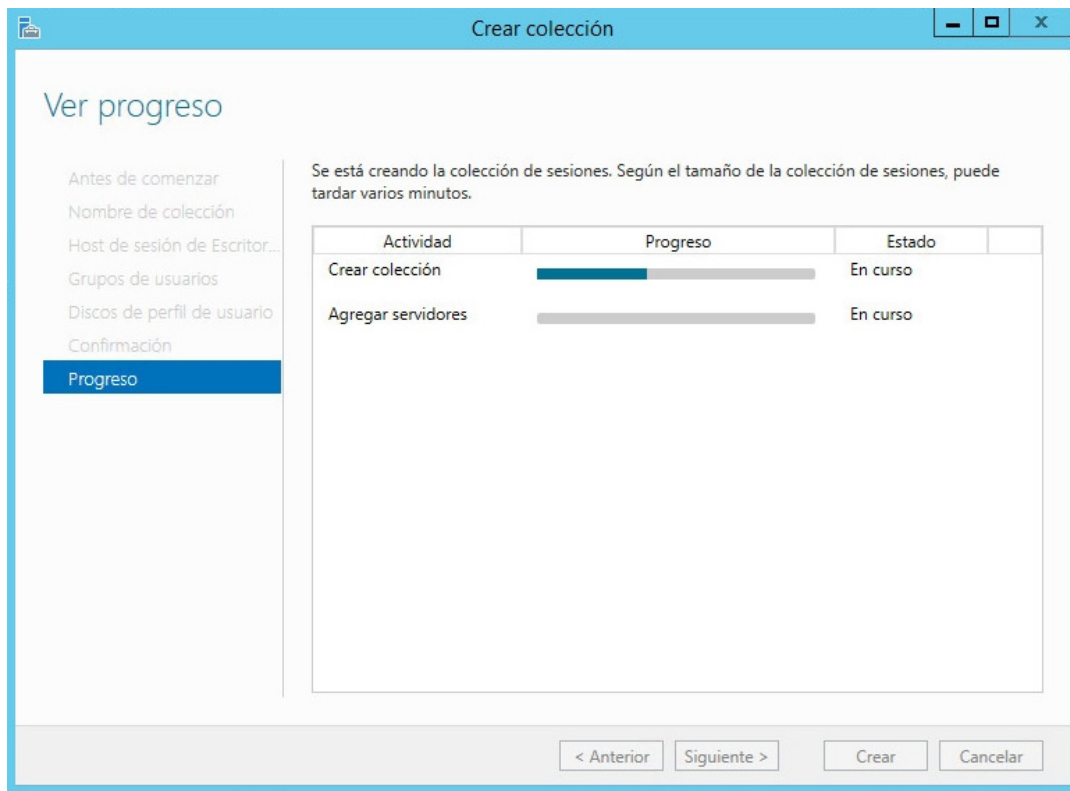 Crear colección
Ver progreso
Antes de comenzar
Nombre de colección
Host de sesión de Escritor...
Grupos de usuarios
Discos de perfil de usuario
Confirmación
Progreso
Se está creando la colección de sesiones. Según el tamaño de la colección de sesiones, puede
tardar varios minutos.
Actividad Progreso Estado
Crear colección En curso
Agregar servidores En curso
< Anterior Siguiente > Crear Cancelar